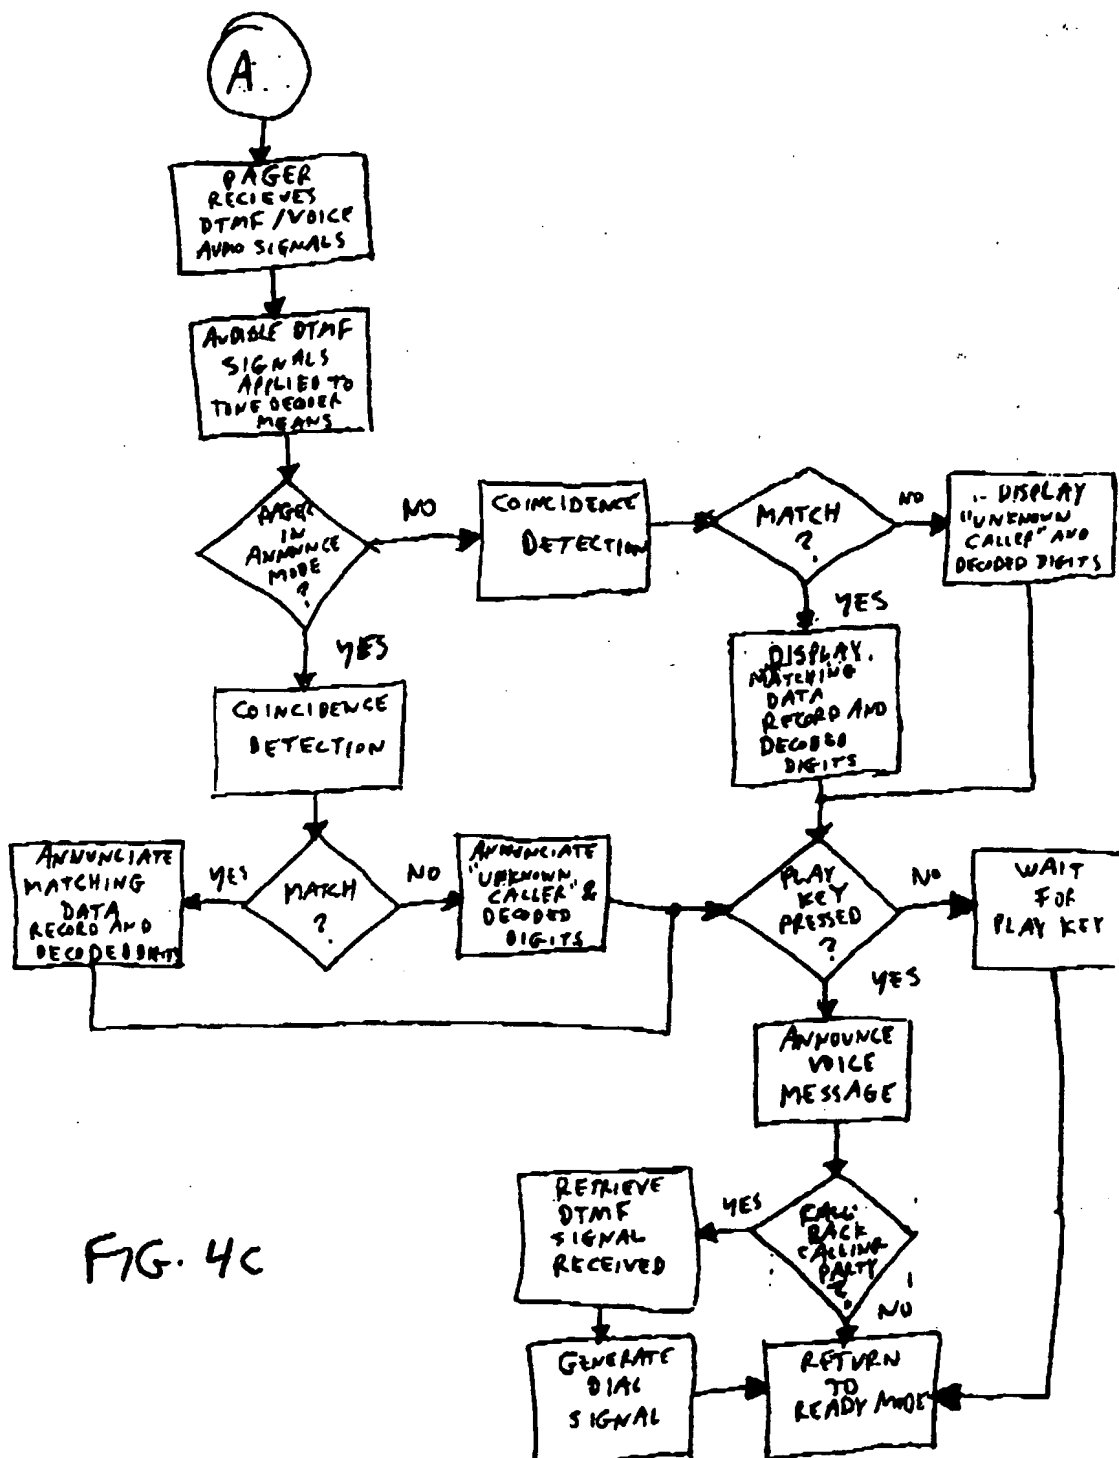 A
PAGER
RECIEVES
DTMF/VOICE
AUDIO SIGNALS
AUDIBLE DTMF
SIGNALS
APPLIED TO
TONE DECODER
MEANS
PAGER
IN
ANNOUNCE
MODE
?
NO
COINCIDENCE
DETECTION
MATCH
?
NO
DISPLAY
"UNKNOWN
CALLER" AND
DECODED DIGITS
YES
DISPLAY
MATCHING
DATA
RECORD AND
DECODED
DIGITS
YES
COINCIDENCE
DETECTION
ANNUNCIATE
MATCHING
DATA
RECORD AND
DECODED DIGITS
YES
MATCH
?
NO
ANNUNCIATE
"UNKNOWN
CALLER" &
DECODED
DIGITS
PLAY
KEY
PRESSED
?
NO
WAIT
FOR
PLAY KEY
YES
ANNOUNCE
VOICE
MESSAGE
RETRIEVE
DTMF
SIGNAL
RECEIVED
YES
CALL
BACK
CALLING
PARTY
?
NO
GENERATE
DIAL
SIGNAL
RETURN
TO
READY MODE
FIG. 4C